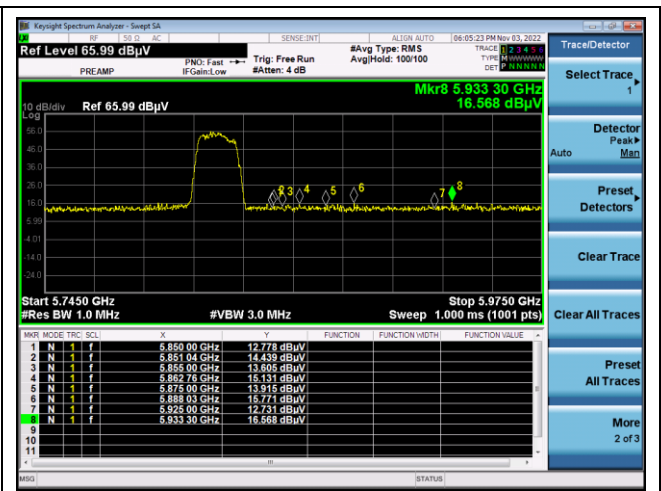 Keysight Spectrum Analyzer - Swept SA
RF 50 Ω AC SENSE:INT ALIGN AUTO 06:05:23 PM Nov 03, 2022
Ref Level 65.99 dBµV
PREAMP
PNO: Fast
IFGain:Low
Trig: Free Run
#Atten: 4 dB
#Avg Type: RMS
Avg|Hold: 100/100
TRACE 1 2 3 4 5 6
TYPE M W W W W W
DET P N N N N N
Mkr8 5.933 30 GHz
16.568 dBµV
10 dB/div Ref 65.99 dBµV
Log
56.0
46.0
36.0
26.0
16.0
5.99
-4.01
-14.0
-24.0
2 3 4 5 6 7 8
Start 5.7450 GHz Stop 5.9750 GHz
#Res BW 1.0 MHz #VBW 3.0 MHz Sweep 1.000 ms (1001 pts)
MKR MODE TRC SCL X Y FUNCTION FUNCTION WIDTH FUNCTION VALUE
1 N 1 f 5.850 00 GHz 12.778 dBµV
2 N 1 f 5.851 04 GHz 14.439 dBµV
3 N 1 f 5.855 00 GHz 13.605 dBµV
4 N 1 f 5.862 76 GHz 15.131 dBµV
5 N 1 f 5.875 00 GHz 13.915 dBµV
6 N 1 f 5.888 03 GHz 15.771 dBµV
7 N 1 f 5.925 00 GHz 12.731 dBµV
8 N 1 f 5.933 30 GHz 16.568 dBµV
9
10
11
MSG STATUS
Trace/Detector
Select Trace
1
Detector
Peak
Auto Man
Preset
Detectors
Clear Trace
Clear All Traces
Preset
All Traces
More
2 of 3